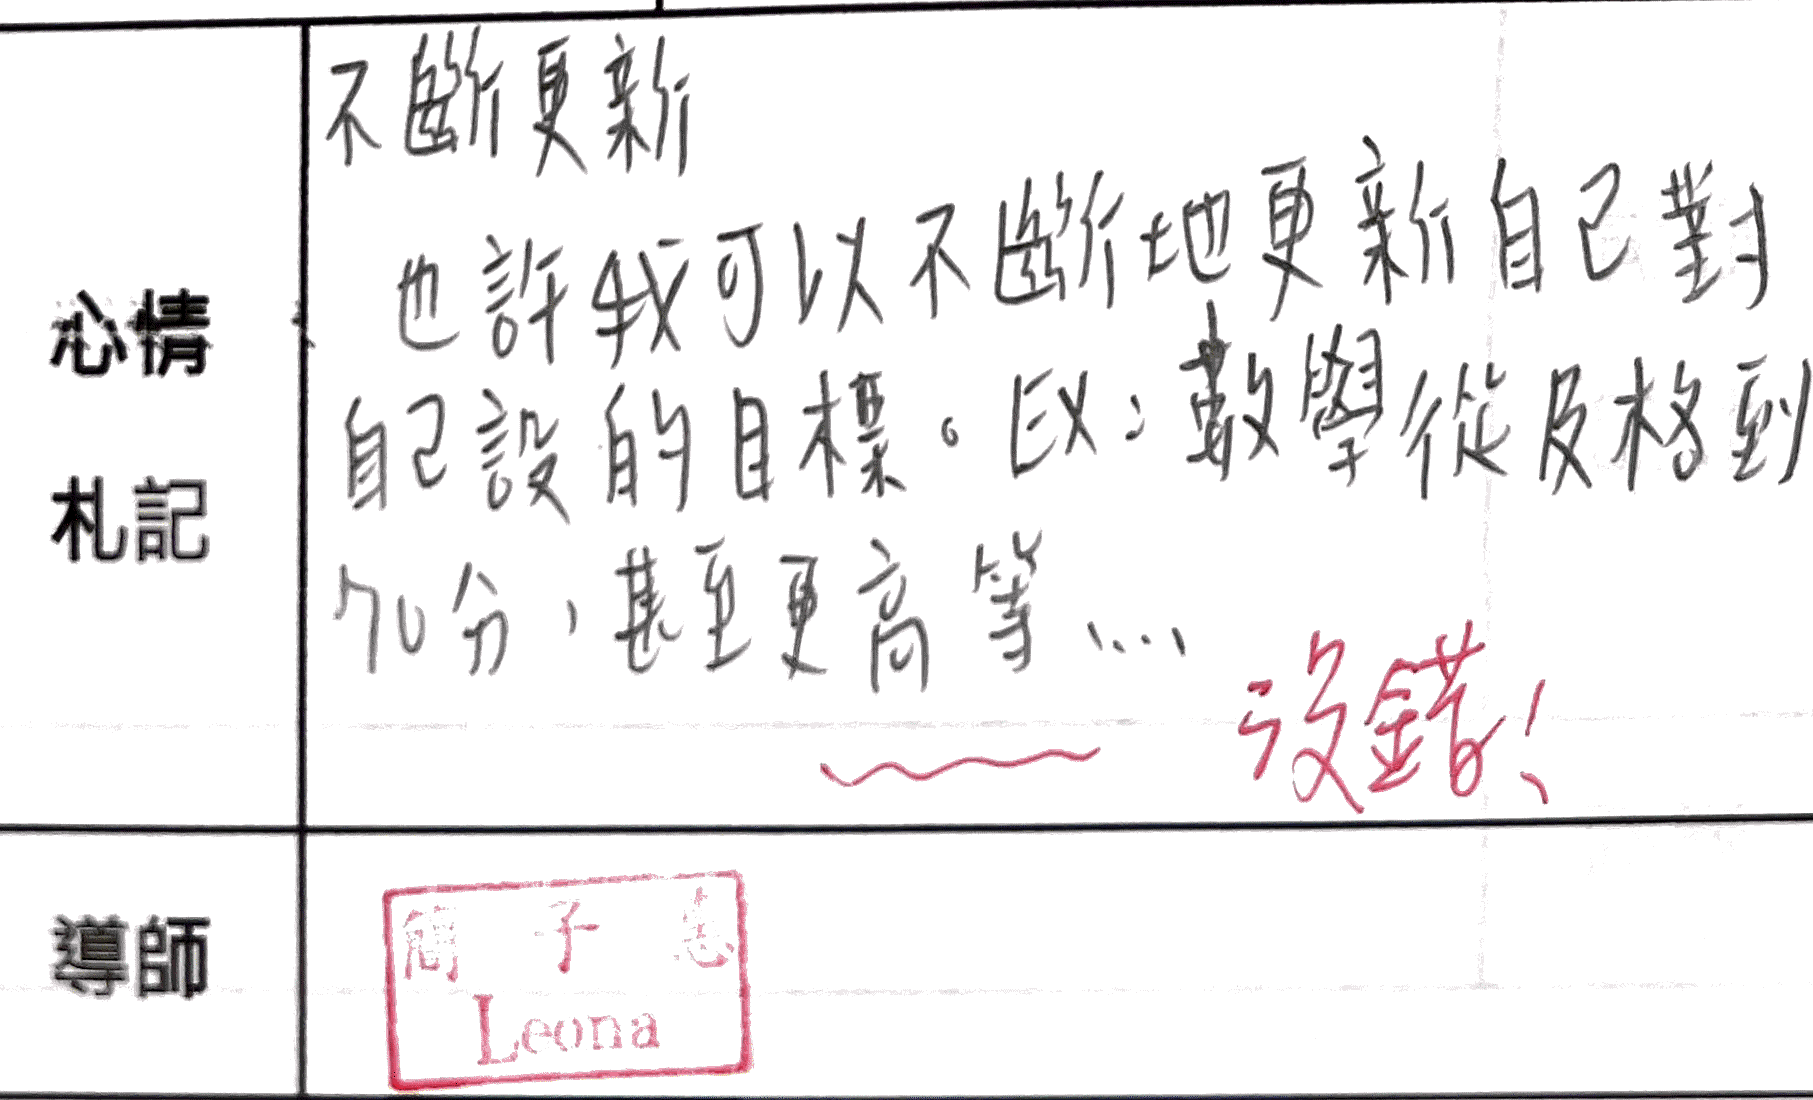 心情
札記
不斷更新
也許我可以不斷地更新自己對
自己設的目標。EX:數學從及格到
70分,甚至更高等、...
沒錯!
導師
簡子惠
Leona